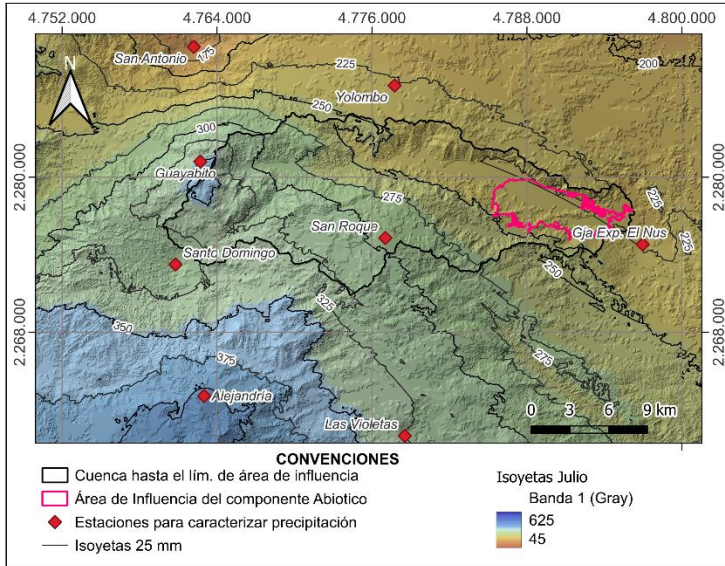 4.752.000 4.764.000 4.776.000 4.788.000 4.800.000
San Antonio
175
225
200
N
Yolombo
250
300
2.280.000
2.280.000
Guayabito
275
225
San Roque
Gja Exp. El Nus
225
Santo Domingo
250
325
2.268.000
2.268.000
350
275
375
Alejandría
0 3 6 9 km
Las Violetas
CONVENCIONES
Cuenca hasta el lím. de área de influencia
Área de Influencia del componente Abiotico
Estaciones para caracterizar precipitación
Isoyetas 25 mm
Isoyetas Julio
Banda 1 (Gray)
625
45